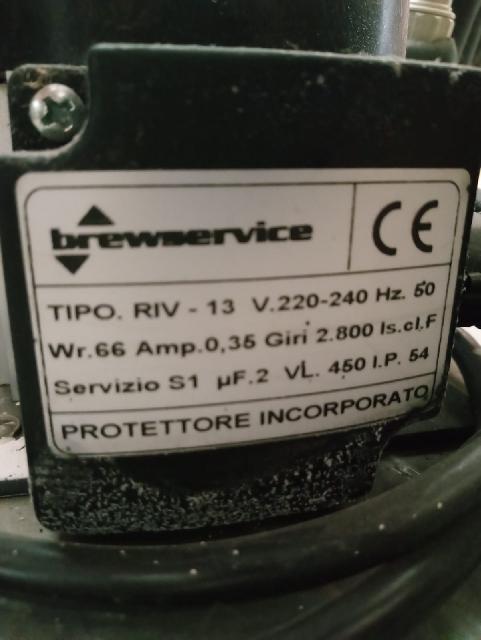 brewservice CE
TIPO. RIV - 13 V.220-240 Hz. 50
Wr.66 Amp.0,35 Giri 2.800 Is.cl.F
Servizio S1 µF.2 VL. 450 I.P. 54
PROTETTORE INCORPORATO